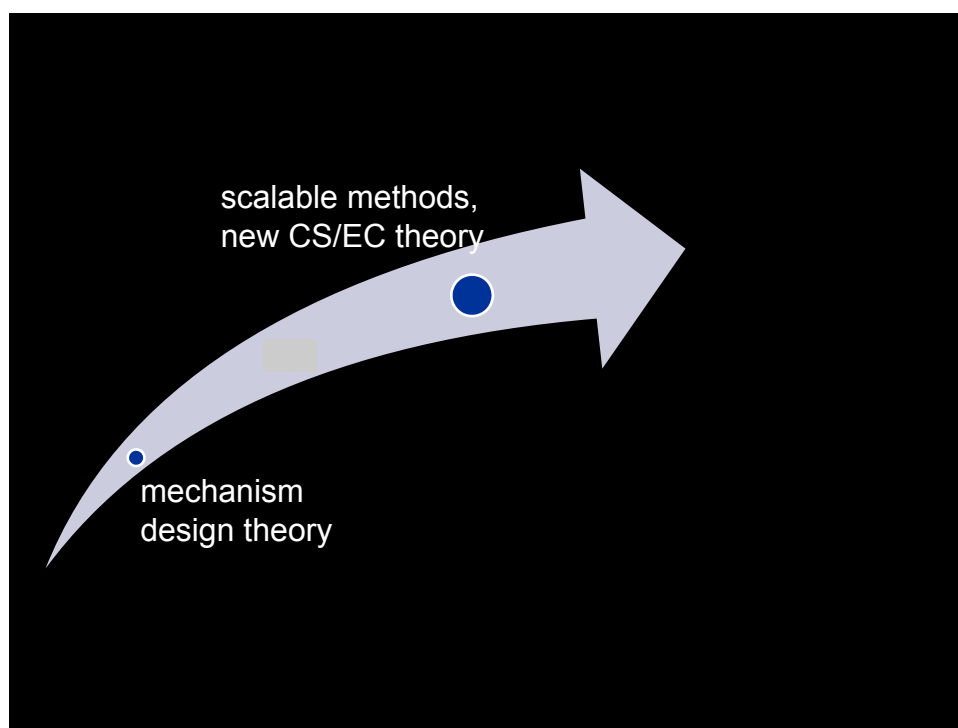 scalable methods,
new CS/EC theory
mechanism
design theory